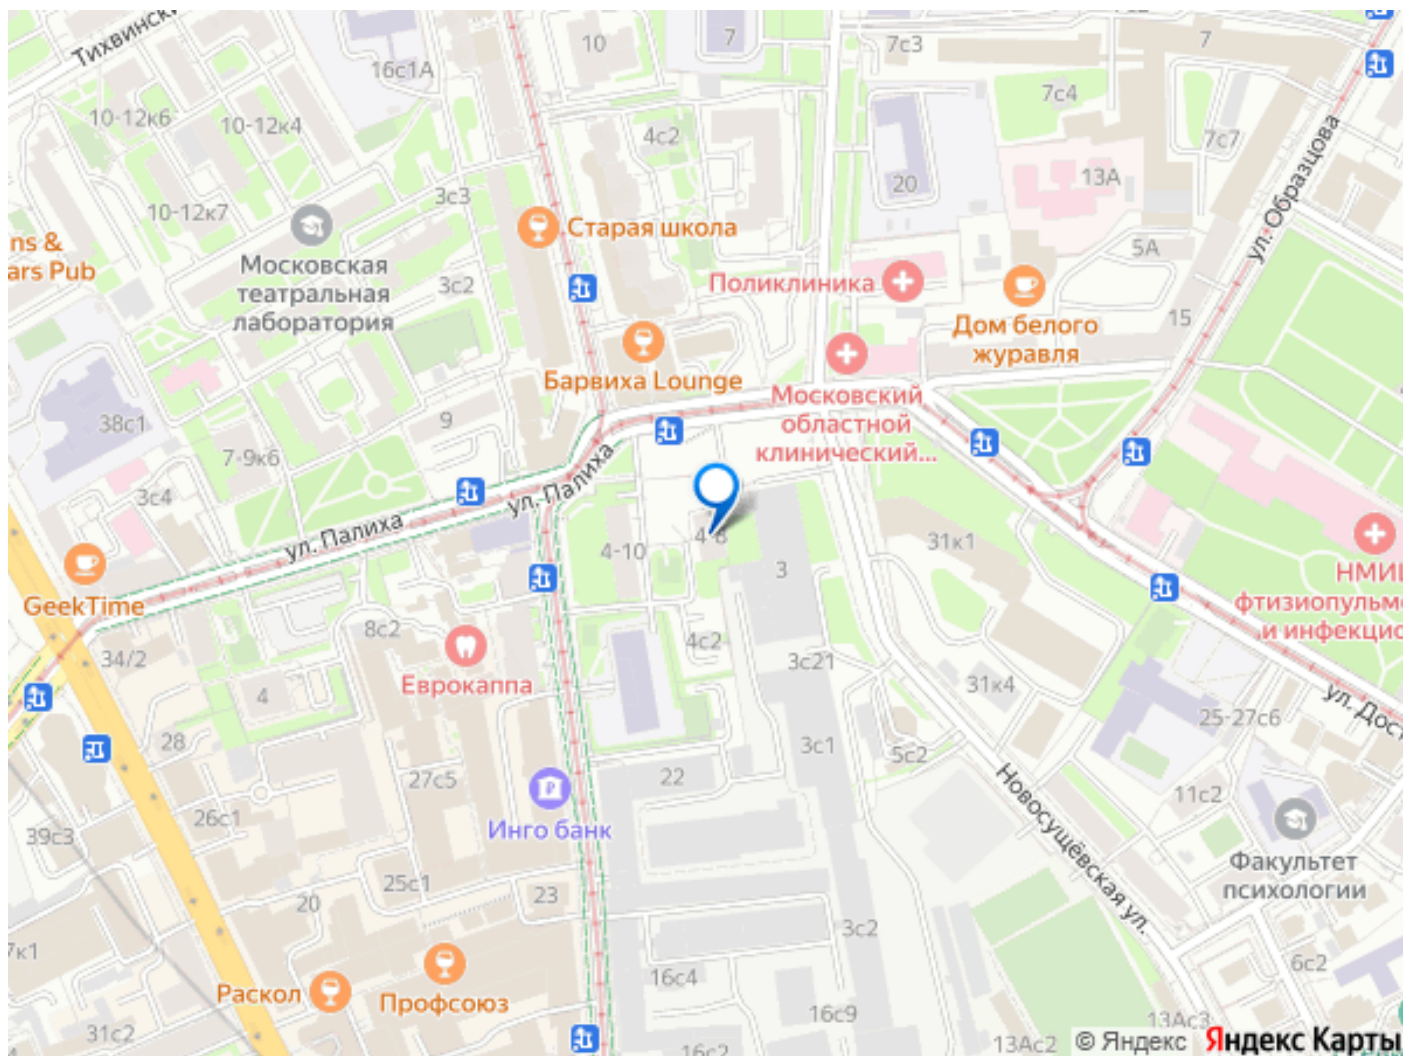 Тихвинск
16с1А
10
7
7с3
7
7с4
7с7
10-12к6
10-12к4
4с2
13А
20
ул. Образцова
3с3
10-12к7
ns &
ars Pub
Старая школа
5А
Московская
театральная
лаборатория
3с2
Поликлиника
15
Дом белого
журавля
Барвиха Lounge
Московский
областной
клинический...
38с1
9
7-9к6
3с4
ул. Палиха
ул. Палиха
4-10
3
31к1
НМИЦ
фтизиопульмо
и инфекцио
GeekTime
8с2
34/2
4с2
Еврокаппа
3с21
31к4
4
25-27с6
ул. Дост
28
3с1
5с2
27с5
22
Новосущёвская ул.
11с2
26с1
Инго банк
39с3
Факультет
психологии
25с1
23
20
3с2
7к1
6с2
16с4
Раскол
Профсоюз
16с9
13Ас3
31с2
16с2
13Ас2
© Яндекс
Яндекс Карты